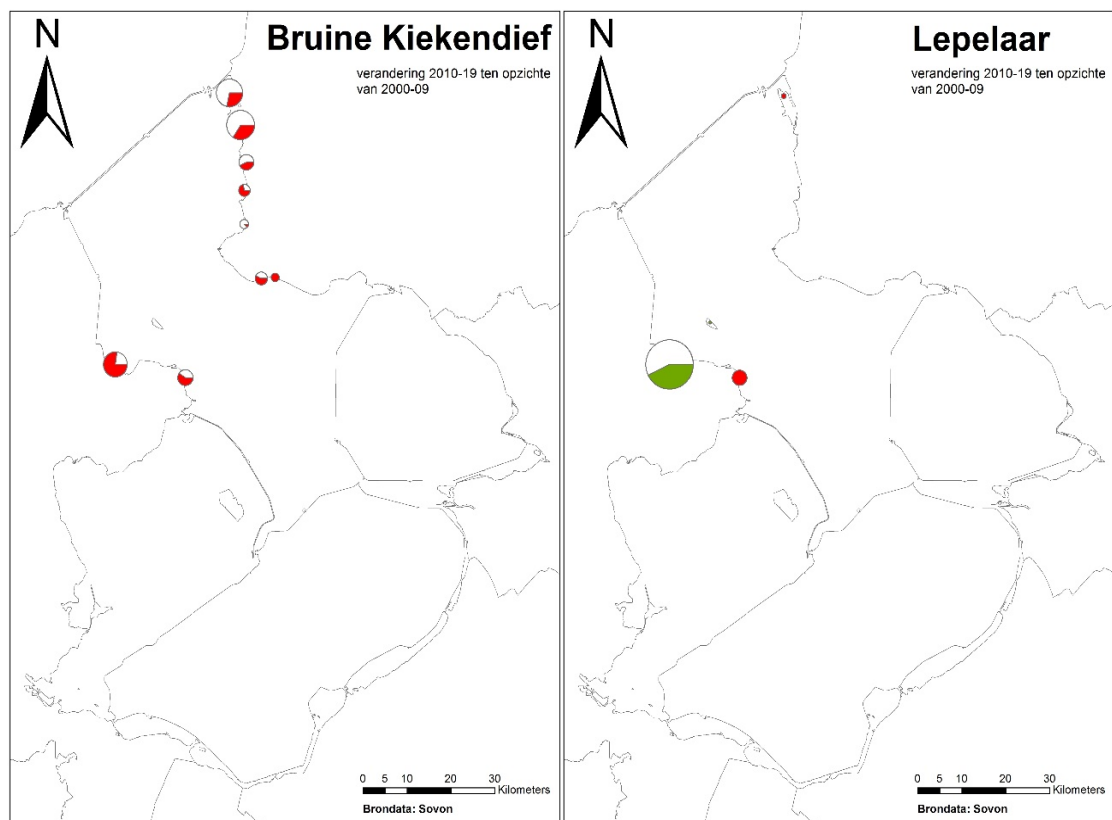 N
Bruine Kiekendief
verandering 2010-19 ten opzichte
van 2000-09
0 5 10 20 30
Kilometers
Brondata: Sovon
N
Lepelaar
verandering 2010-19 ten opzichte
van 2000-09
0 5 10 20 30
Kilometers
Brondata: Sovon